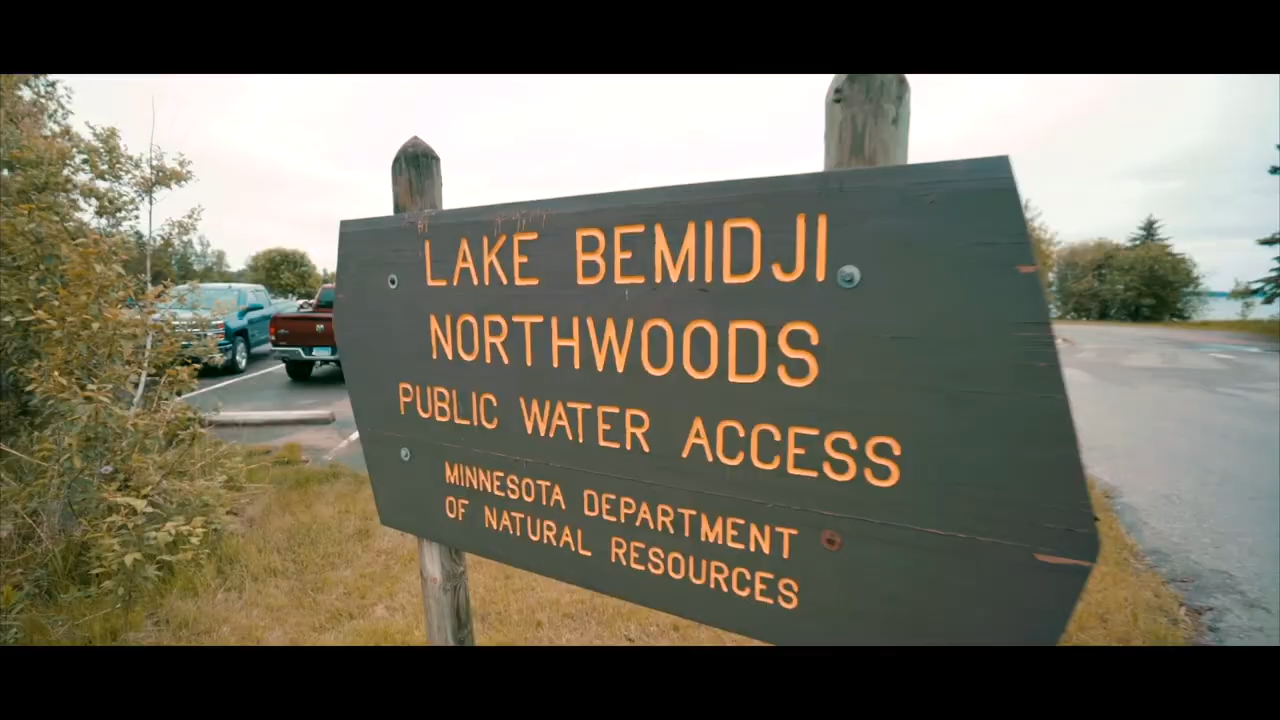 LAKE BEMIDJI
NORTHWOODS
PUBLIC WATER ACCESS
MINNESOTA DEPARTMENT
OF NATURAL RESOURCES